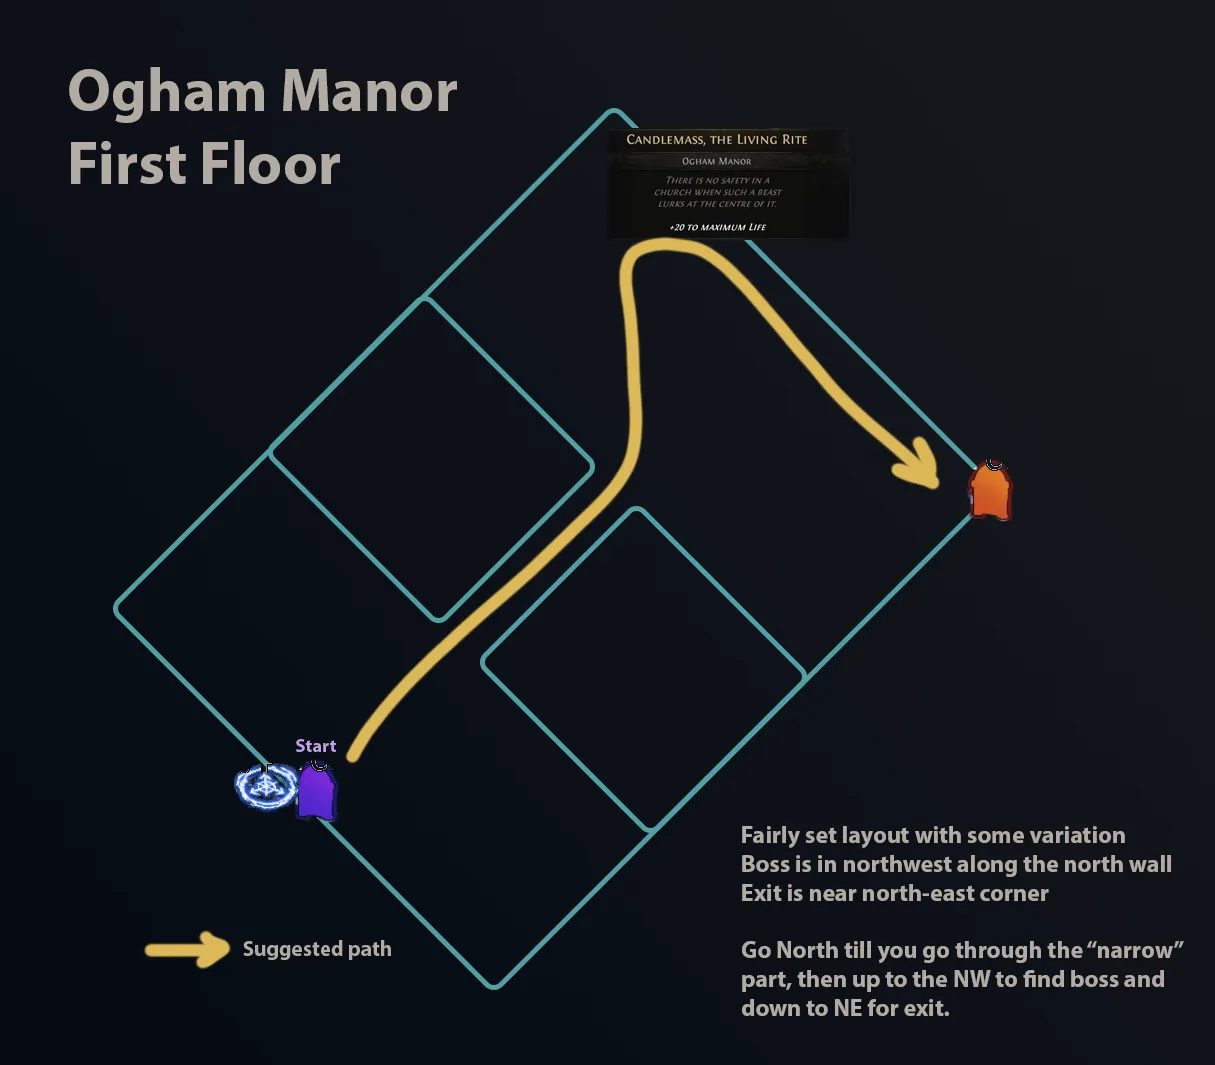 Ogham Manor
First Floor
Candlemass, the Living Rite
Ogham Manor
There is no safety in a
church when such a beast
lurks at the centre of it.
+20 to maximum Life
Start
Fairly set layout with some variation
Boss is in northwest along the north wall
Exit is near north-east corner
Go North till you go through the “narrow”
part, then up to the NW to find boss and
down to NE for exit.
Suggested path